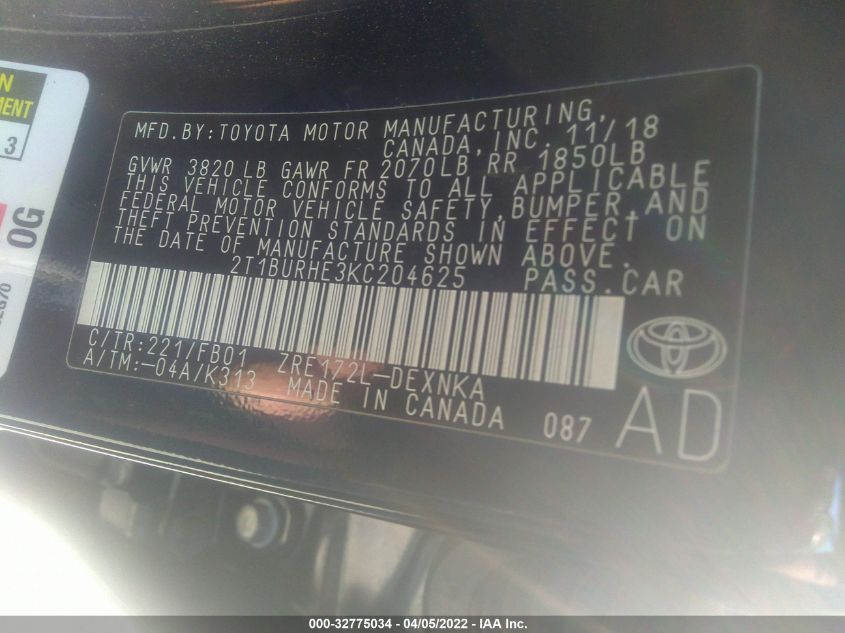 N
MENT
3
OG
MFD.BY:TOYOTA MOTOR MANUFACTURING,
CANADA,INC. 11/18
GVWR 3820 LB GAWR FR 2070LB RR 1850LB
THIS VEHICLE CONFORMS TO ALL APPLICABLE
FEDERAL MOTOR VEHICLE SAFETY,BUMPER,AND
THEFT PREVENTION STANDARDS IN EFFECT ON
THE DATE OF MANUFACTURE SHOWN ABOVE.
2T1BURHE3KC204625 PASS.CAR
C/TR:221/FB01 ZRE172L-DEXNKA
A/TM:-04A/K313 MADE IN CANADA 087
AD
000-32775034 - 04/05/2022 - IAA Inc.